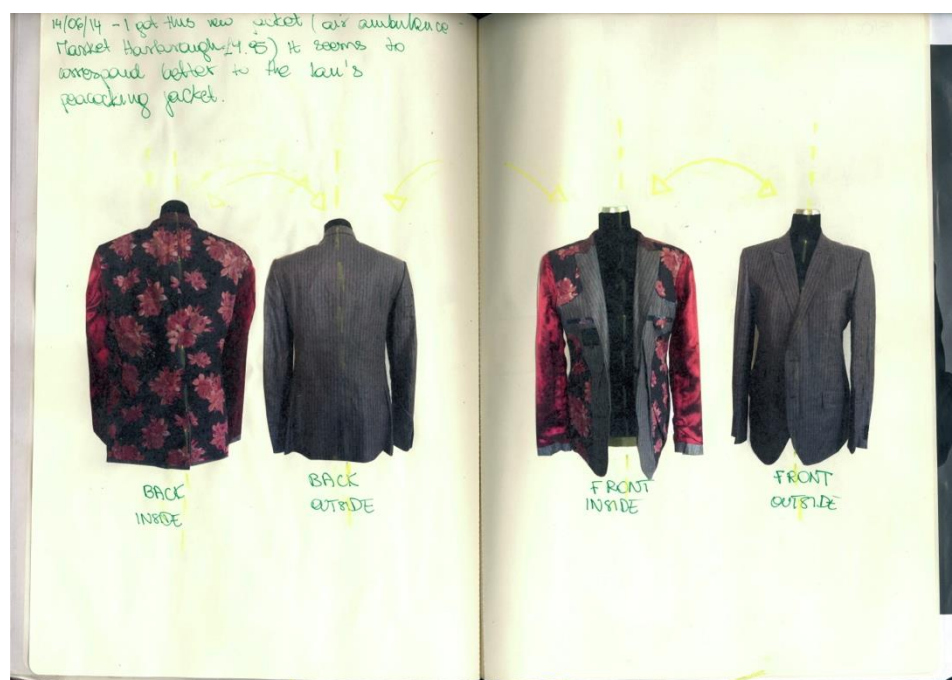 14/06/14 - I got this new jacket (air ambulance -
Market Harborough £4.95) It seems to
correspond better to the Ian's
peacocking jacket.
BACK
INSIDE
BACK
OUTSIDE
FRONT
INSIDE
FRONT
OUTSIDE